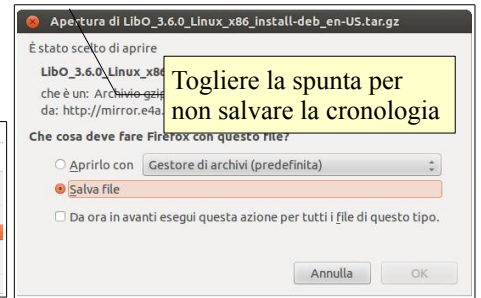 Apertura di LibO_3.6.0_Linux_x86_install-deb_en-US.tar.gz
È stato scelto di aprire
LibO_3.6.0_Linux_x86
che è un: Archivio gzip
da: http://mirror.e4a.
Togliere la spunta per
non salvare la cronologia
Che cosa deve fare Firefox con questo file?
Aprirlo con Gestore di archivi (predefinita)
Salva file
Da ora in avanti esegui questa azione per tutti i file di questo tipo.
Annulla OK